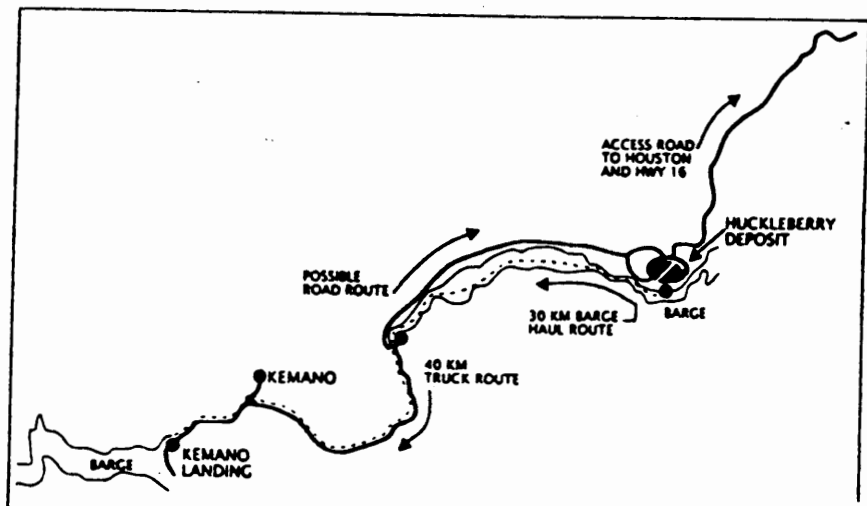 ACCESS ROAD
TO HOUSTON
AND HWY 16
HUCKLEBERRY
DEPOSIT
POSSIBLE
ROAD ROUTE
30 KM BARGE
HAUL ROUTE
BARGE
40 KM
TRUCK ROUTE
KEMANO
KEMANO
LANDING
BARGE